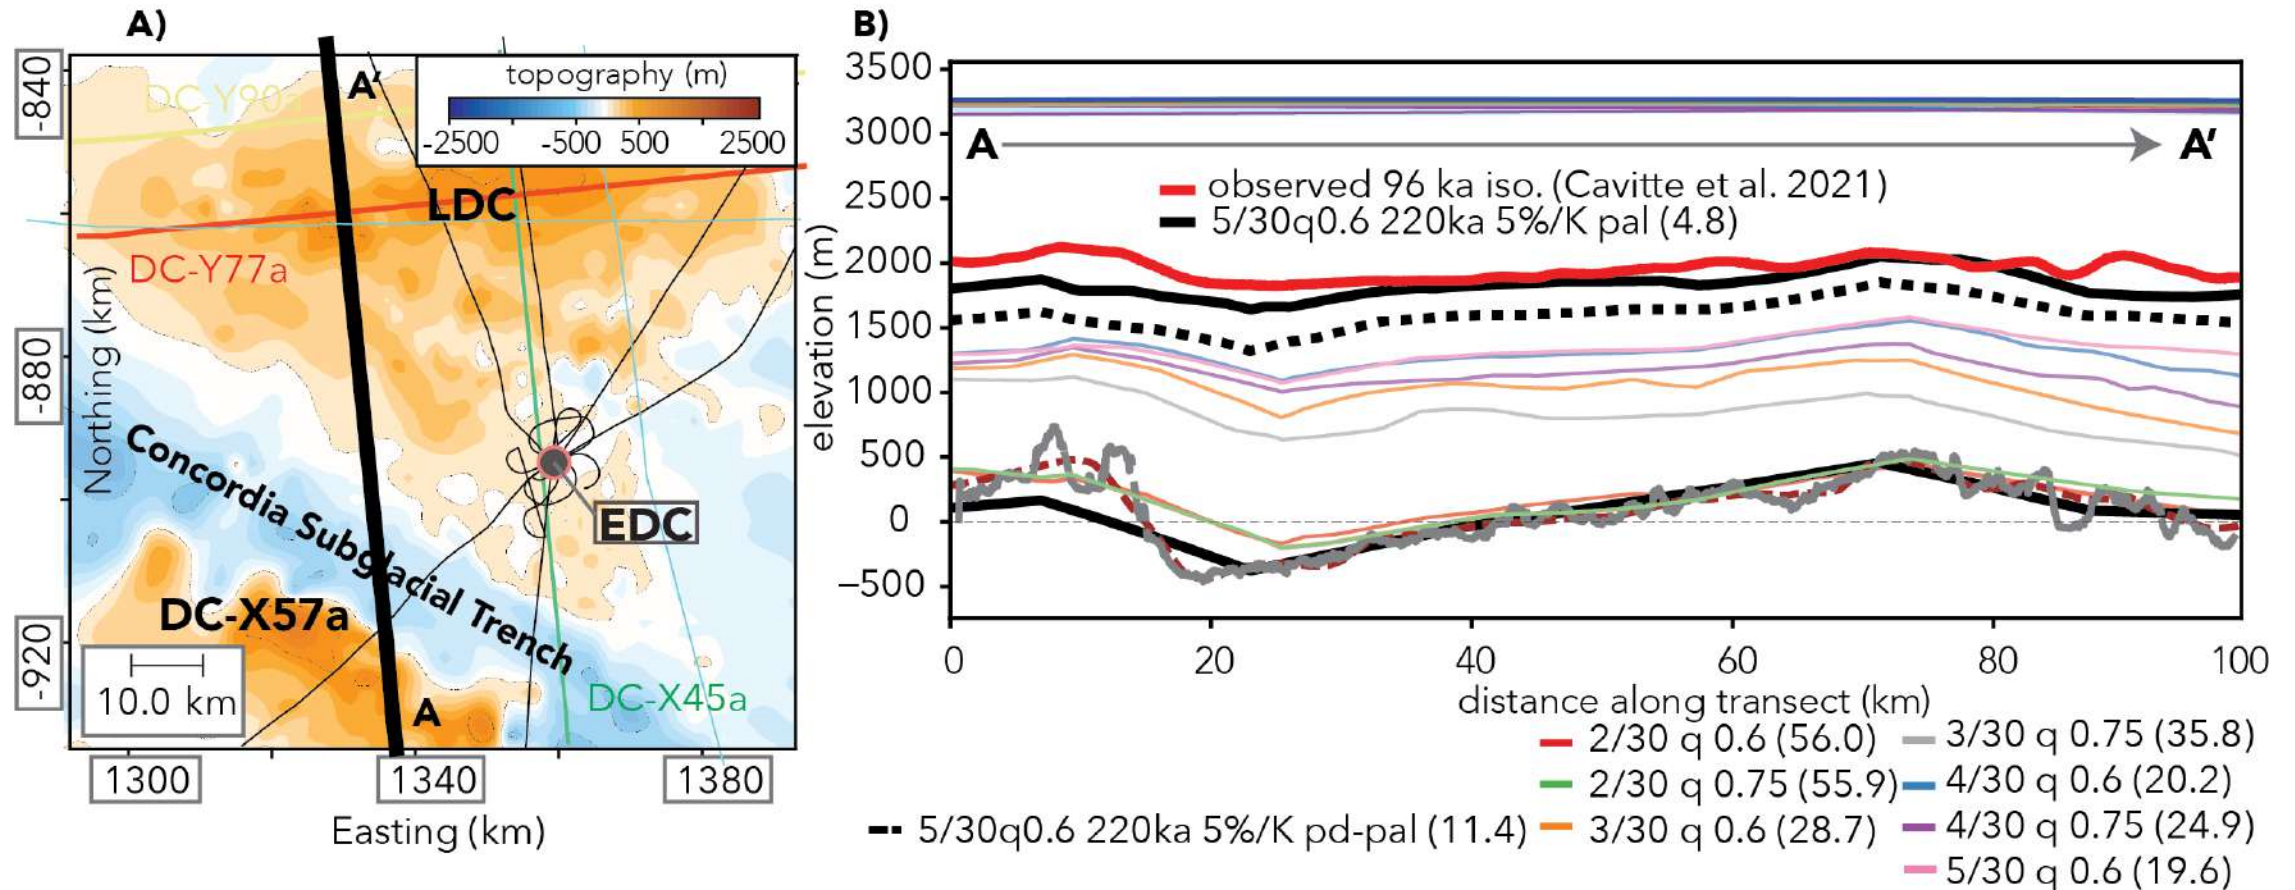 A)
topography (m)
-2500
-500
500
2500
-840
-880
-920
Northing (km)
A'
DC-Y90a
LDC
DC-Y77a
Concordia Subglacial Trench
EDC
DC-X57a
A
DC-X45a
10.0 km
1300
1340
1380
Easting (km)
B)
3500
3000
2500
2000
1500
1000
500
0
−500
elevation (m)
A
A'
observed 96 ka iso. (Cavitte et al. 2021)
5/30q0.6 220ka 5%/K pal (4.8)
0
20
40
60
80
100
distance along transect (km)
5/30q0.6 220ka 5%/K pd-pal (11.4)
2/30 q 0.6 (56.0)
2/30 q 0.75 (55.9)
3/30 q 0.6 (28.7)
3/30 q 0.75 (35.8)
4/30 q 0.6 (20.2)
4/30 q 0.75 (24.9)
5/30 q 0.6 (19.6)